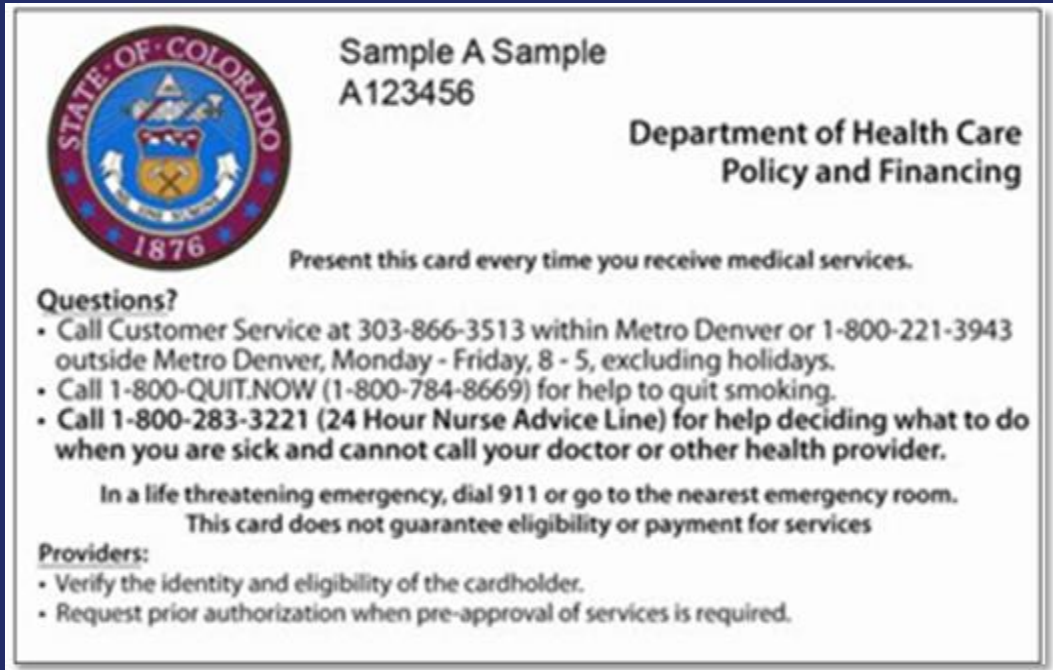 STATE · OF · COLORADO
NIL SINE NUMINE
1876
Sample A Sample
A123456
Department of Health Care
Policy and Financing
Present this card every time you receive medical services.
Questions?
• Call Customer Service at 303-866-3513 within Metro Denver or 1-800-221-3943
outside Metro Denver, Monday - Friday, 8 - 5, excluding holidays.
• Call 1-800-QUIT.NOW (1-800-784-8669) for help to quit smoking.
• Call 1-800-283-3221 (24 Hour Nurse Advice Line) for help deciding what to do
when you are sick and cannot call your doctor or other health provider.
In a life threatening emergency, dial 911 or go to the nearest emergency room.
This card does not guarantee eligibility or payment for services
Providers:
• Verify the identity and eligibility of the cardholder.
• Request prior authorization when pre-approval of services is required.